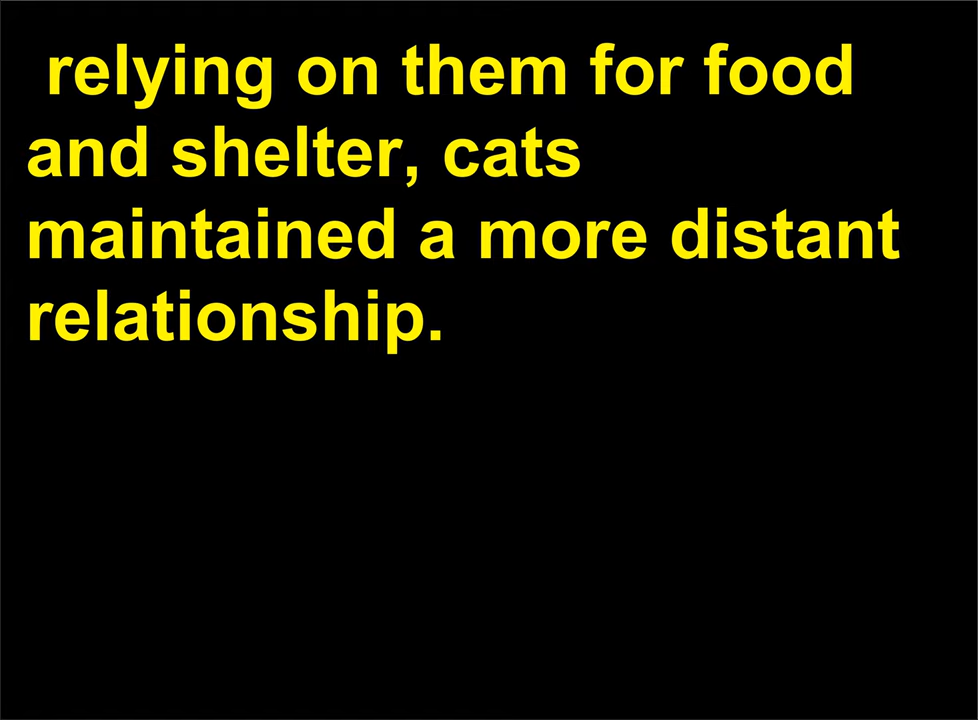 relying on them for food
and shelter, cats
maintained a more distant
relationship.